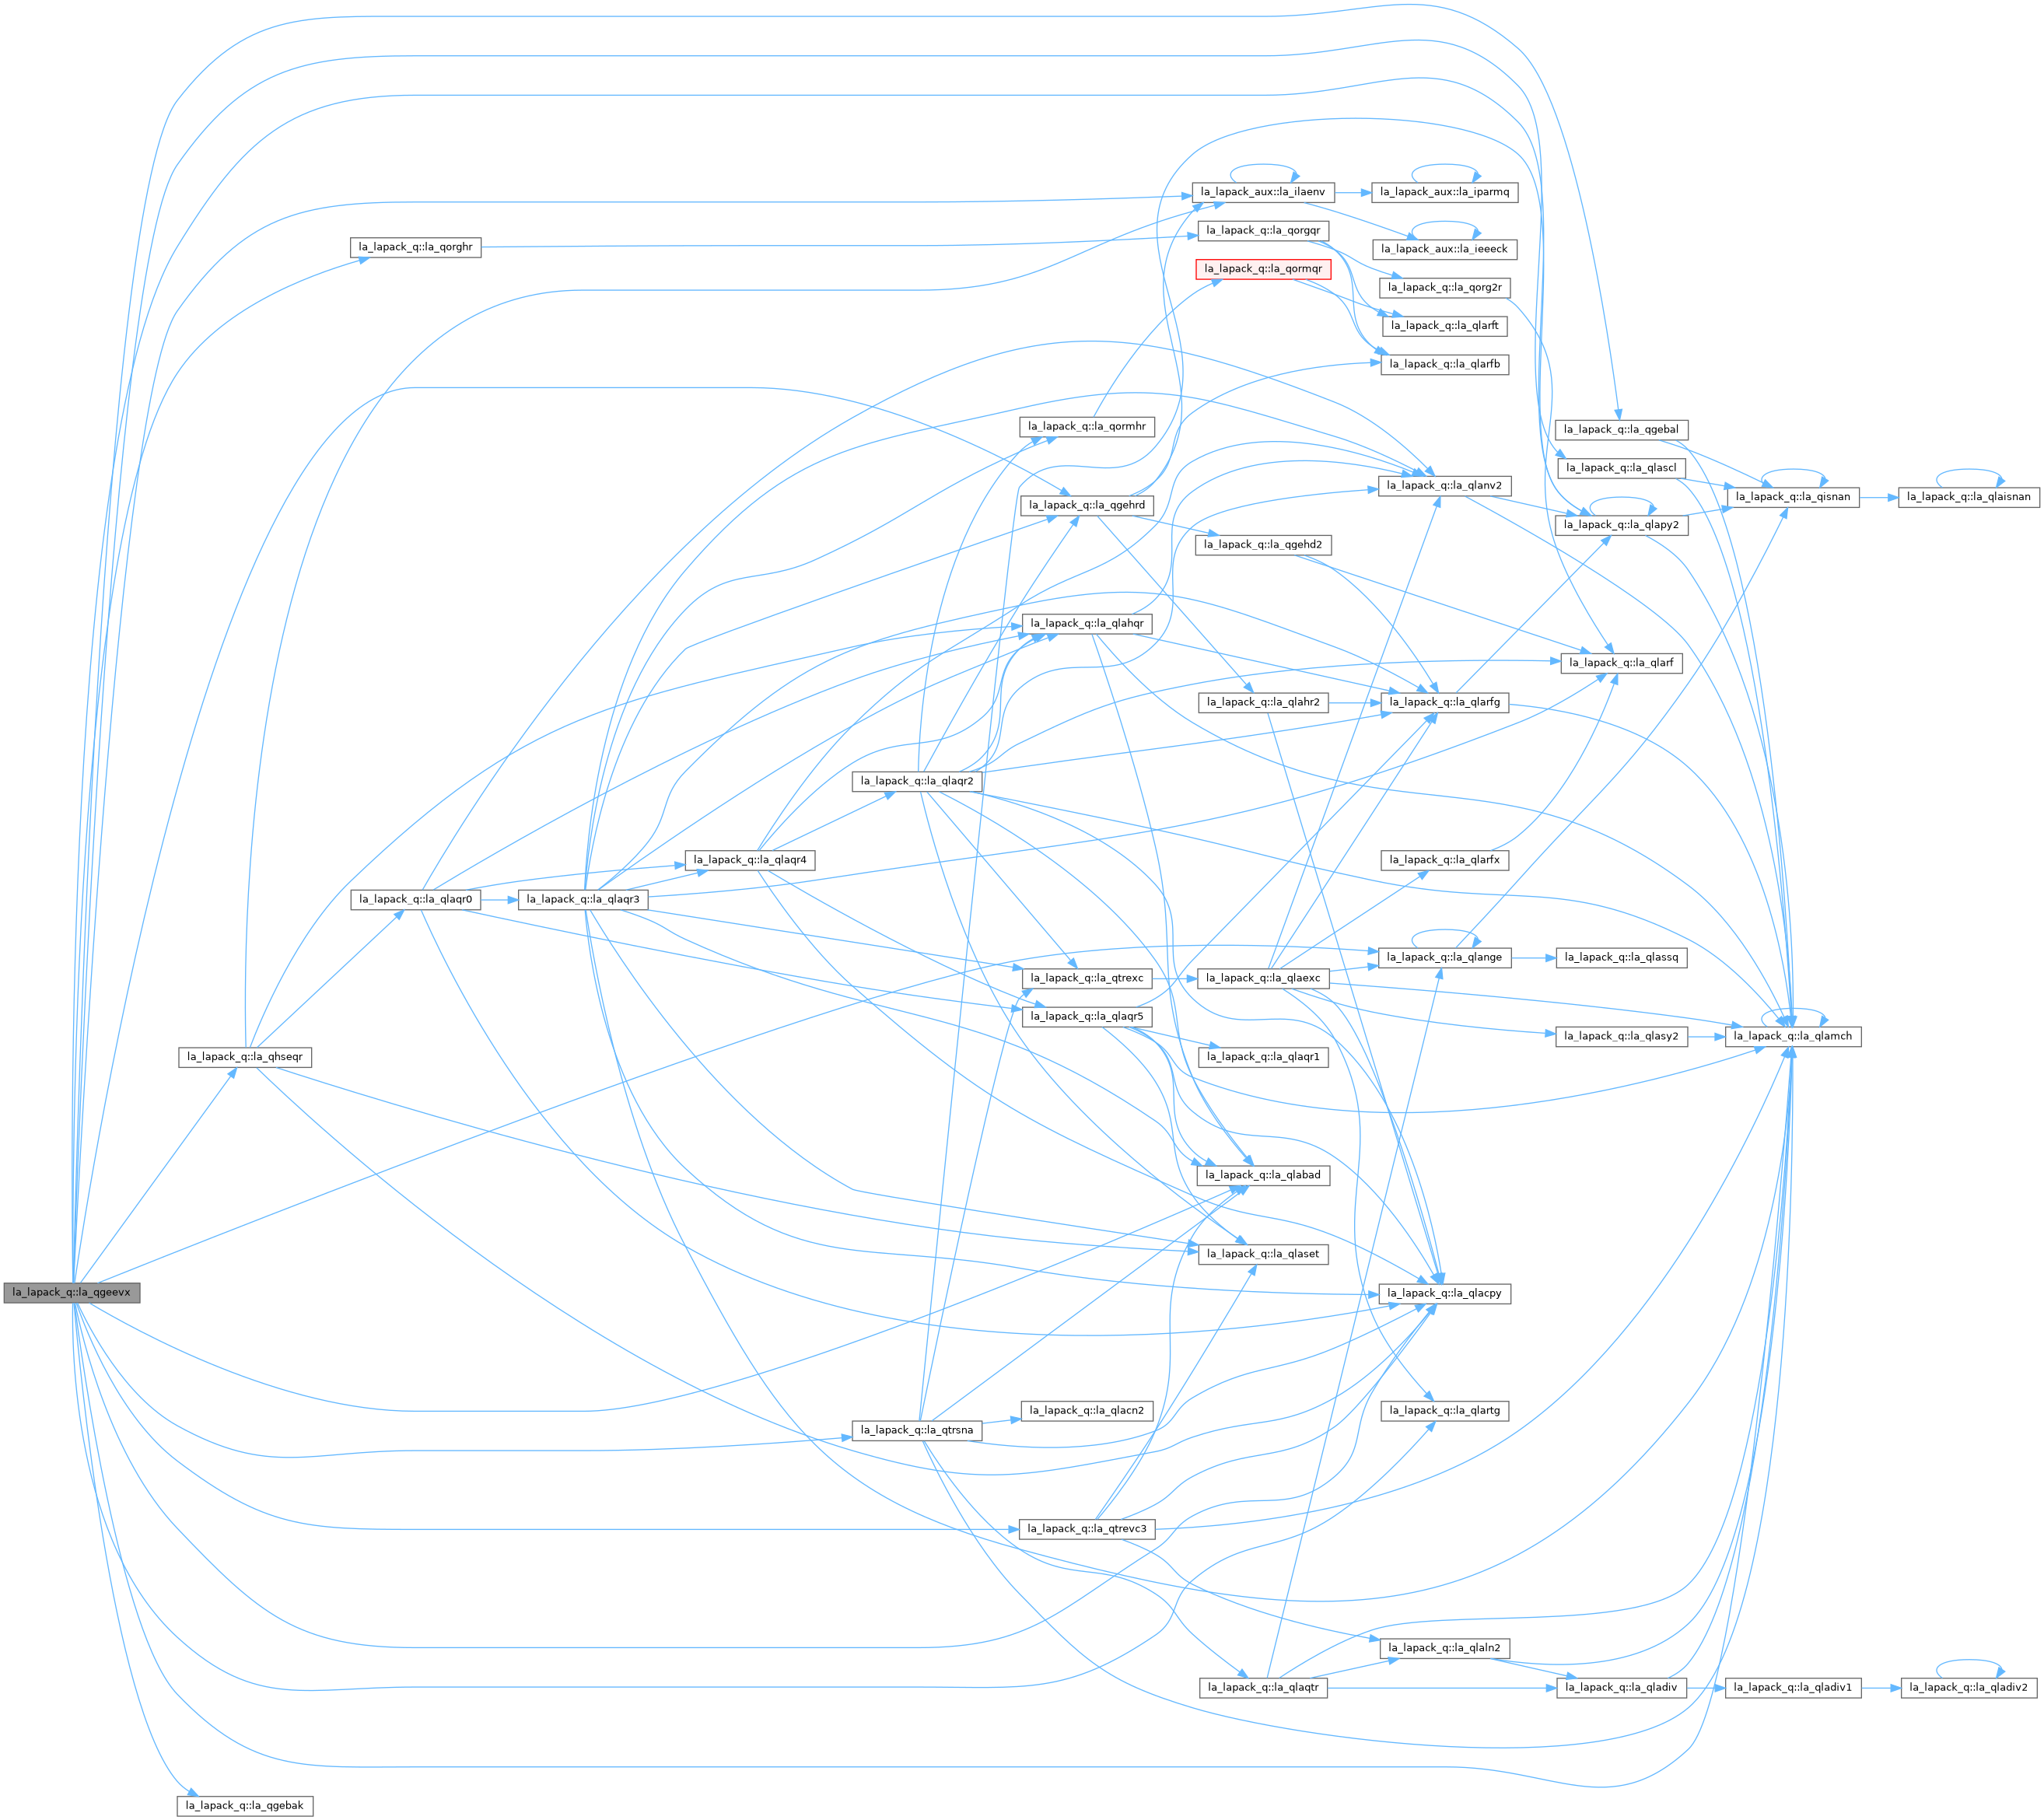 la_lapack_q::la_qgeevx
la_lapack_q::la_qorghr
la_lapack_q::la_qhseqr
la_lapack_q::la_qgebak
la_lapack_q::la_qlaqr0
la_lapack_q::la_qlaqr3
la_lapack_q::la_qlaqr4
la_lapack_q::la_qlaqr2
la_lapack_q::la_qtrsna
la_lapack_q::la_qormhr
la_lapack_q::la_qgehrd
la_lapack_q::la_qlahqr
la_lapack_q::la_qtrexc
la_lapack_q::la_qlaqr5
la_lapack_q::la_qlacn2
la_lapack_q::la_qtrevc3
la_lapack_aux::la_ilaenv
la_lapack_q::la_qorgqr
la_lapack_q::la_qormqr
la_lapack_q::la_qgehd2
la_lapack_q::la_qlahr2
la_lapack_q::la_qlaexc
la_lapack_q::la_qlaqr1
la_lapack_q::la_qlabad
la_lapack_q::la_qlaset
la_lapack_q::la_qlaqtr
la_lapack_aux::la_iparmq
la_lapack_aux::la_ieeeck
la_lapack_q::la_qorg2r
la_lapack_q::la_qlarft
la_lapack_q::la_qlarfb
la_lapack_q::la_qlanv2
la_lapack_q::la_qlarfg
la_lapack_q::la_qlarfx
la_lapack_q::la_qlange
la_lapack_q::la_qlacpy
la_lapack_q::la_qlartg
la_lapack_q::la_qlaln2
la_lapack_q::la_qgebal
la_lapack_q::la_qlascl
la_lapack_q::la_qlapy2
la_lapack_q::la_qlarf
la_lapack_q::la_qlassq
la_lapack_q::la_qlasy2
la_lapack_q::la_qladiv
la_lapack_q::la_qisnan
la_lapack_q::la_qlamch
la_lapack_q::la_qladiv1
la_lapack_q::la_qlaisnan
la_lapack_q::la_qladiv2